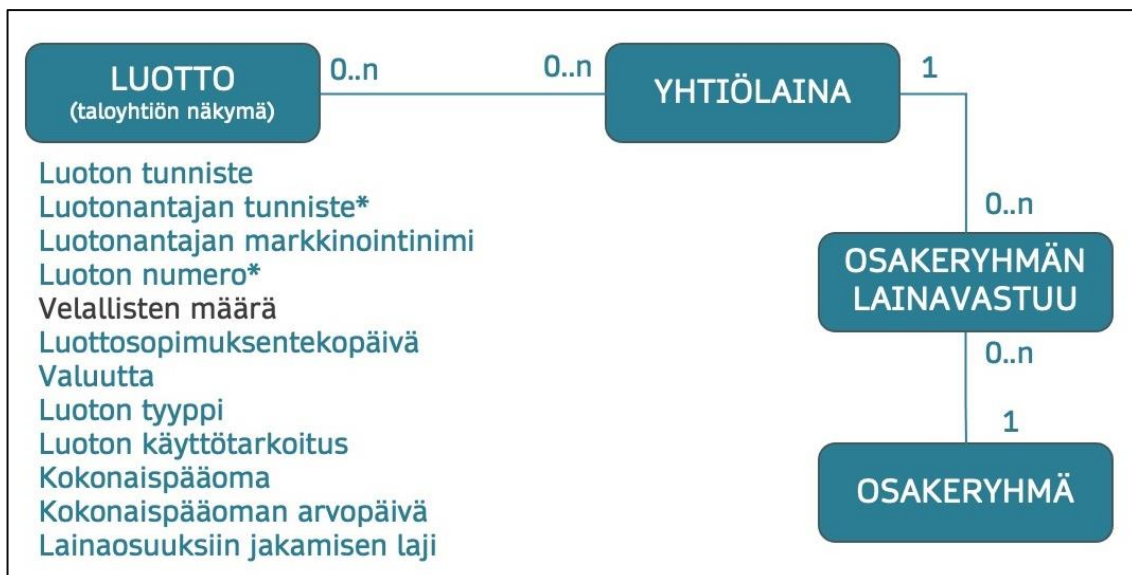 LUOTTO
(taloyhtiön näkymä)
0..n
0..n
YHTIÖLAINA
1
Luoton tunniste
Luotonantajan tunniste*
Luotonantajan markkinointinimi
Luoton numero*
Velallisten määrä
Luottosopimuksentekopäivä
Valuutta
Luoton tyyppi
Luoton käyttötarkoitus
Kokonaispääoma
Kokonaispääoman arvopäivä
Lainaosuuksiin jakamisen laji
0..n
OSAKERYHMÄN
LAINAVASTUU
0..n
1
OSAKERYHMÄ